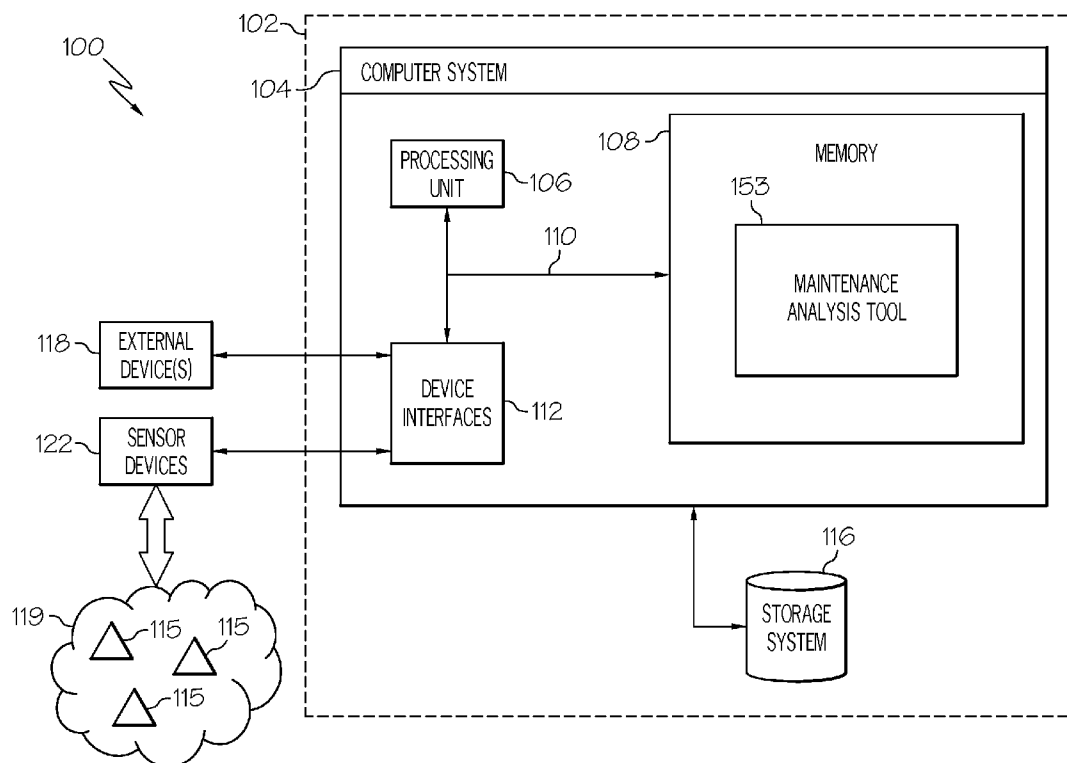 100
102
104
COMPUTER SYSTEM
PROCESSING
UNIT
106
108
MEMORY
153
MAINTENANCE
ANALYSIS TOOL
110
118
EXTERNAL
DEVICE(S)
DEVICE
INTERFACES
112
122
SENSOR
DEVICES
116
STORAGE
SYSTEM
119
115
115
115